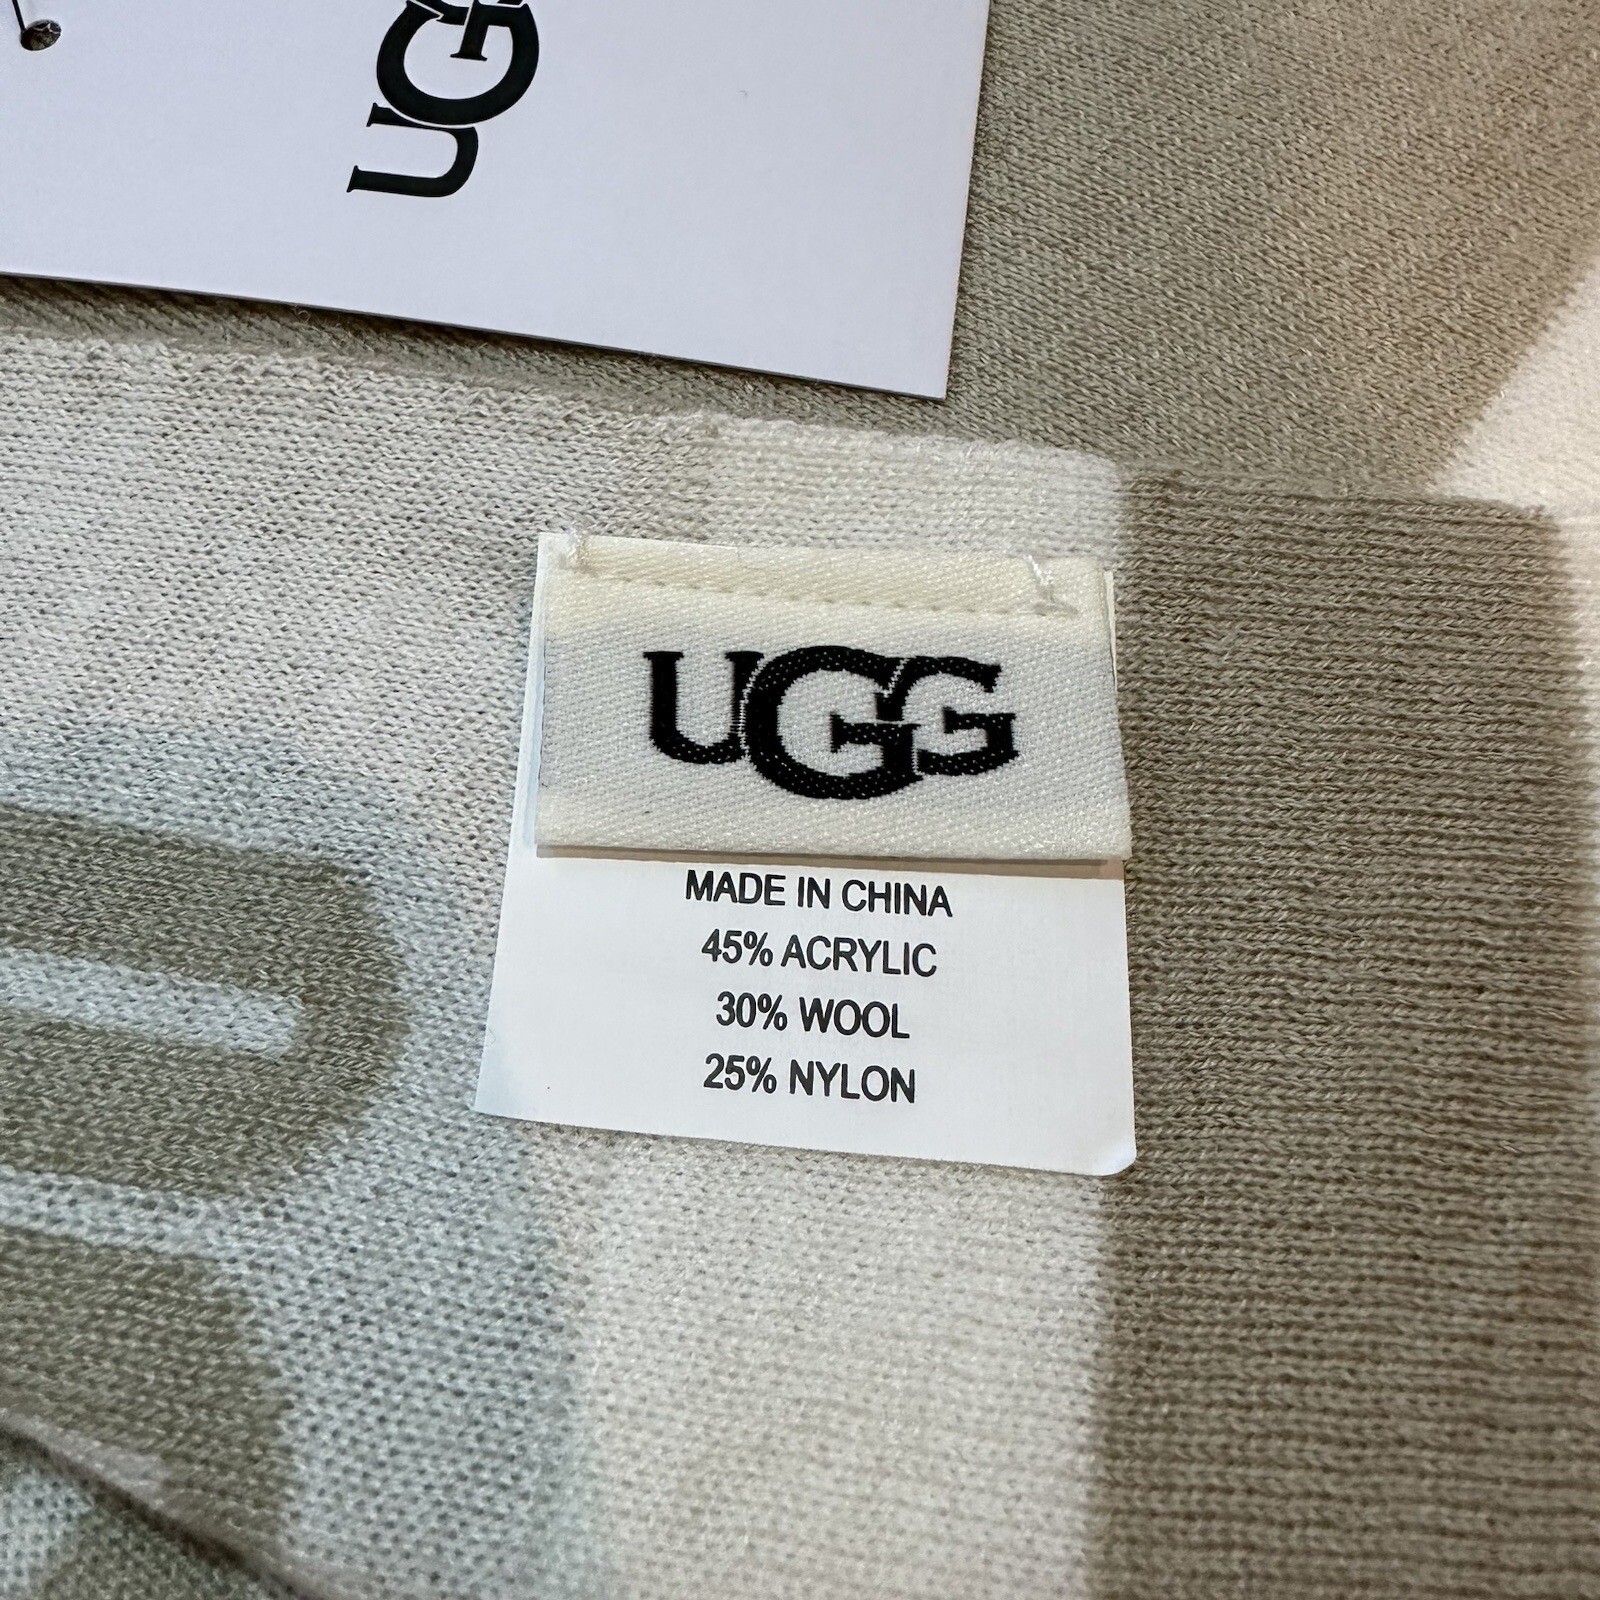 UGG
UGG
MADE IN CHINA
45% ACRYLIC
30% WOOL
25% NYLON